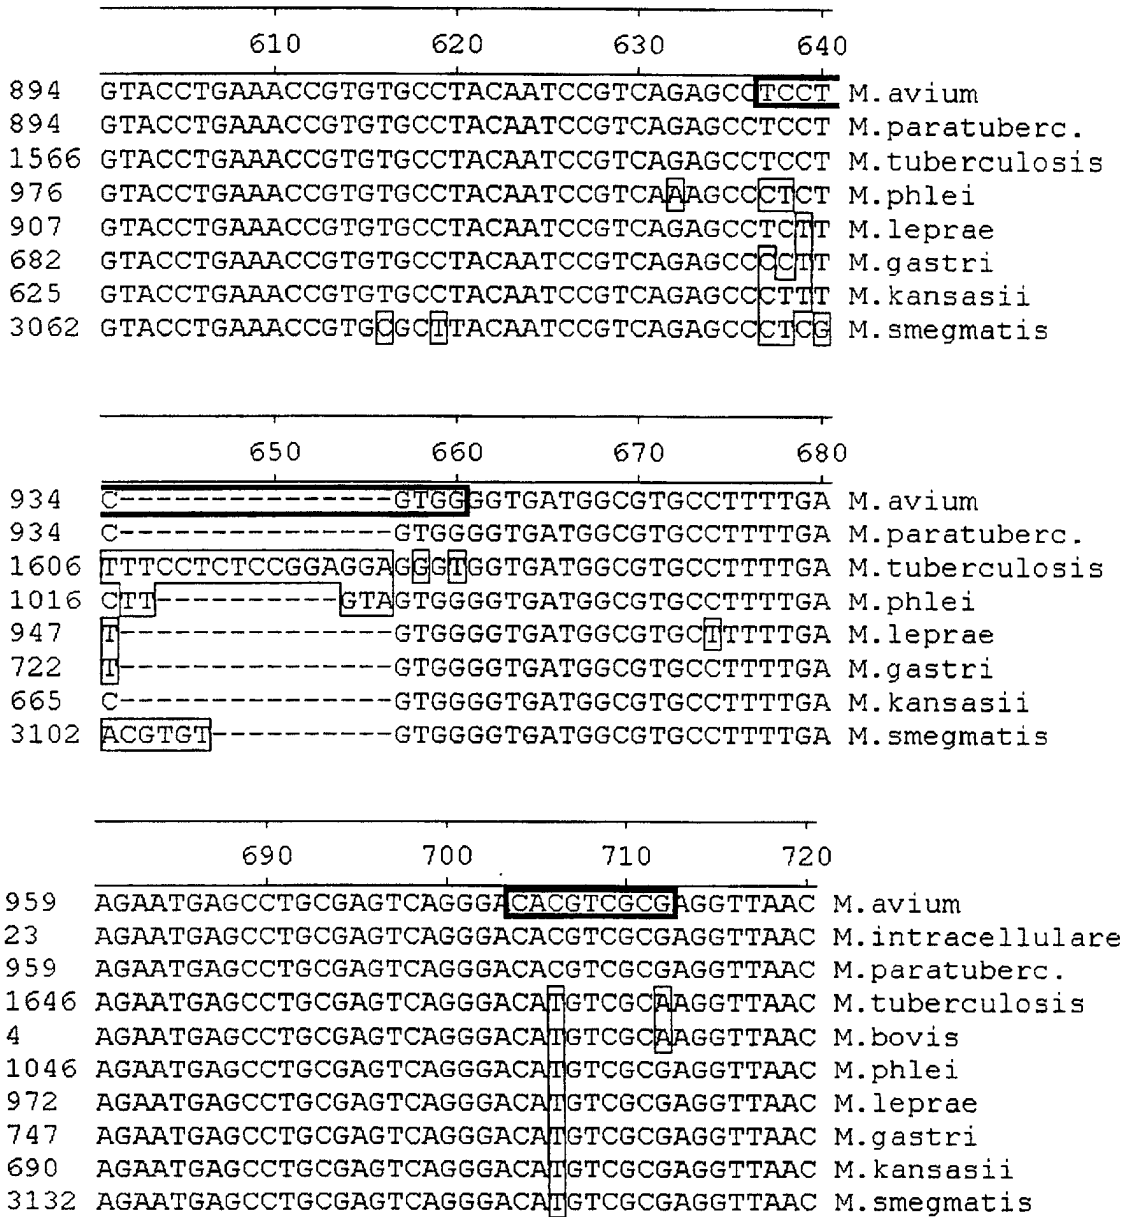 610 620 630 640
894 GTACCTGAAACCGTGTGCCTACAATCCGTCAGAGCCTCCT M.avium
894 GTACCTGAAACCGTGTGCCTACAATCCGTCAGAGCCTCCT M.paratuberc.
1566 GTACCTGAAACCGTGTGCCTACAATCCGTCAGAGCCTCCT M.tuberculosis
976 GTACCTGAAACCGTGTGCCTACAATCCGTCAAAGCCCTCT M.phlei
907 GTACCTGAAACCGTGTGCCTACAATCCGTCAGAGCCTCTT M.leprae
682 GTACCTGAAACCGTGTGCCTACAATCCGTCAGAGCCCCTT M.gastri
625 GTACCTGAAACCGTGTGCCTACAATCCGTCAGAGCCCTTT M.kansasii
3062 GTACCTGAAACCGTGCGCTTACAATCCGTCAGAGCCCTCG M.smegmatis
650 660 670 680
934 C---------------GTGGGGTGATGGCGTGCCTTTTGA M.avium
934 C---------------GTGGGGTGATGGCGTGCCTTTTGA M.paratuberc.
1606 TTTCCTCTCCGGAGGAGGGTGGTGATGGCGTGCCTTTTGA M.tuberculosis
1016 CTT----------GTAGTGGGGTGATGGCGTGCCTTTTGA M.phlei
947 T---------------GTGGGGTGATGGCGTGCTTTTTGA M.leprae
722 T---------------GTGGGGTGATGGCGTGCCTTTTGA M.gastri
665 C---------------GTGGGGTGATGGCGTGCCTTTTGA M.kansasii
3102 ACGTGT----------GTGGGGTGATGGCGTGCCTTTTGA M.smegmatis
690 700 710 720
959 AGAATGAGCCTGCGAGTCAGGGACACGTCGCGAGGTTAAC M.avium
23 AGAATGAGCCTGCGAGTCAGGGACACGTCGCGAGGTTAAC M.intracellulare
959 AGAATGAGCCTGCGAGTCAGGGACACGTCGCGAGGTTAAC M.paratuberc.
1646 AGAATGAGCCTGCGAGTCAGGGACATGTCGCAAGGTTAAC M.tuberculosis
4 AGAATGAGCCTGCGAGTCAGGGACATGTCGCAAGGTTAAC M.bovis
1046 AGAATGAGCCTGCGAGTCAGGGACATGTCGCGAGGTTAAC M.phlei
972 AGAATGAGCCTGCGAGTCAGGGACATGTCGCGAGGTTAAC M.leprae
747 AGAATGAGCCTGCGAGTCAGGGACATGTCGCGAGGTTAAC M.gastri
690 AGAATGAGCCTGCGAGTCAGGGACATGTCGCGAGGTTAAC M.kansasii
3132 AGAATGAGCCTGCGAGTCAGGGACATGTCGCGAGGTTAAC M.smegmatis